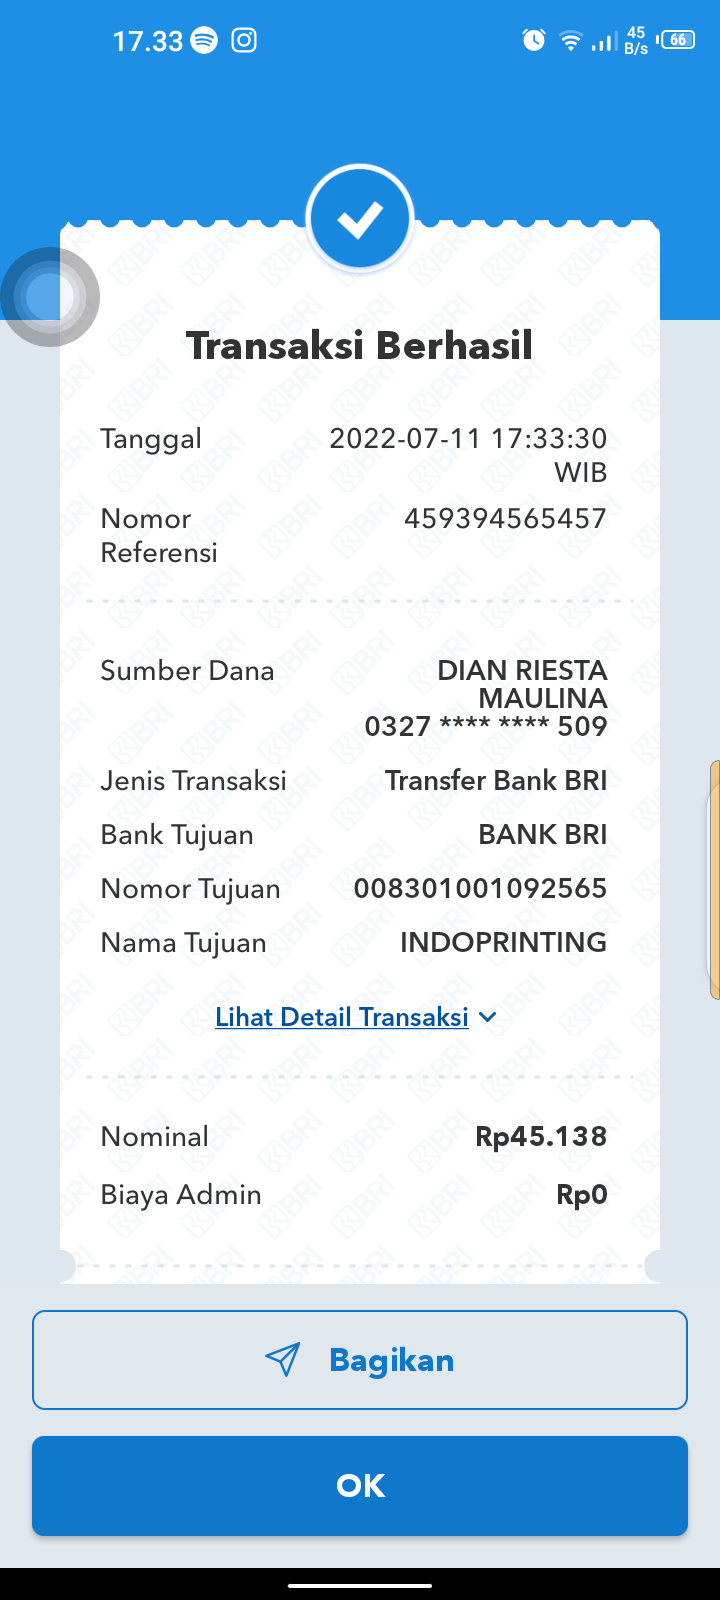 17.33
45
B/s
66
Transaksi Berhasil
Tanggal 2022-07-11 17:33:30
WIB
Nomor 459394565457
Referensi
Sumber Dana DIAN RIESTA
MAULINA
0327 **** **** 509
Jenis Transaksi Transfer Bank BRI
Bank Tujuan BANK BRI
Nomor Tujuan 008301001092565
Nama Tujuan INDOPRINTING
Lihat Detail Transaksi
Nominal Rp45.138
Biaya Admin Rp0
Bagikan
OK